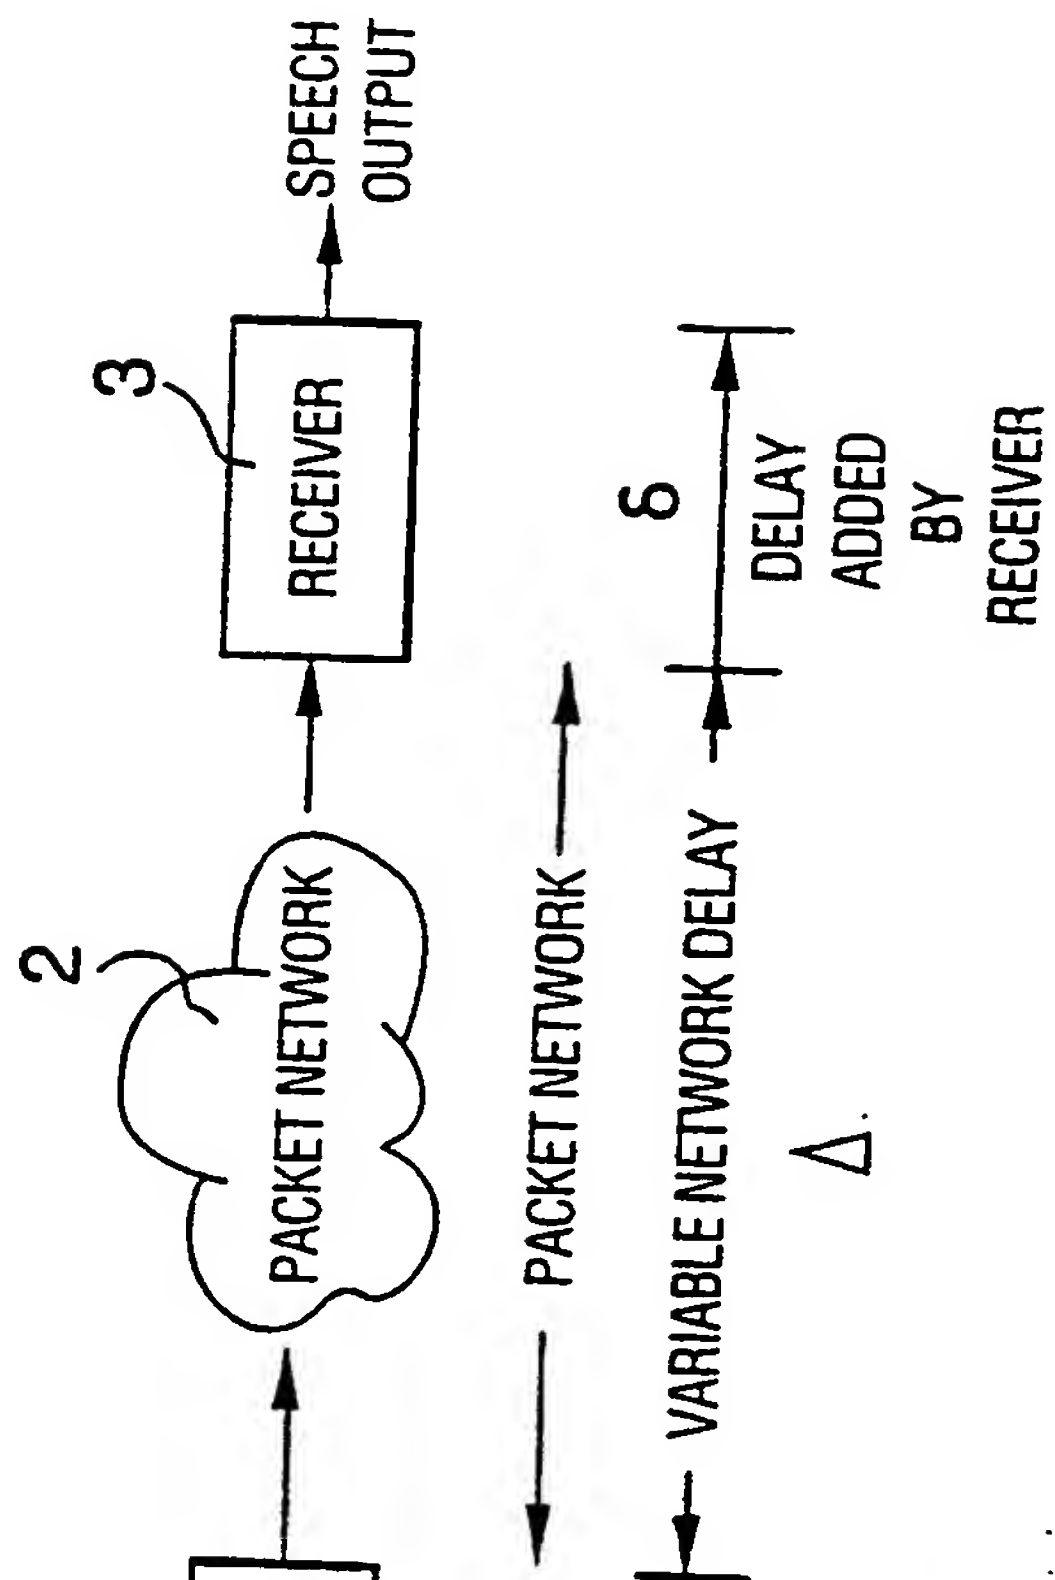 2
3
PACKET NETWORK
RECEIVER
SPEECH
OUTPUT
PACKET NETWORK
VARIABLE NETWORK DELAY
Δ
δ
DELAY
ADDED
BY
RECEIVER